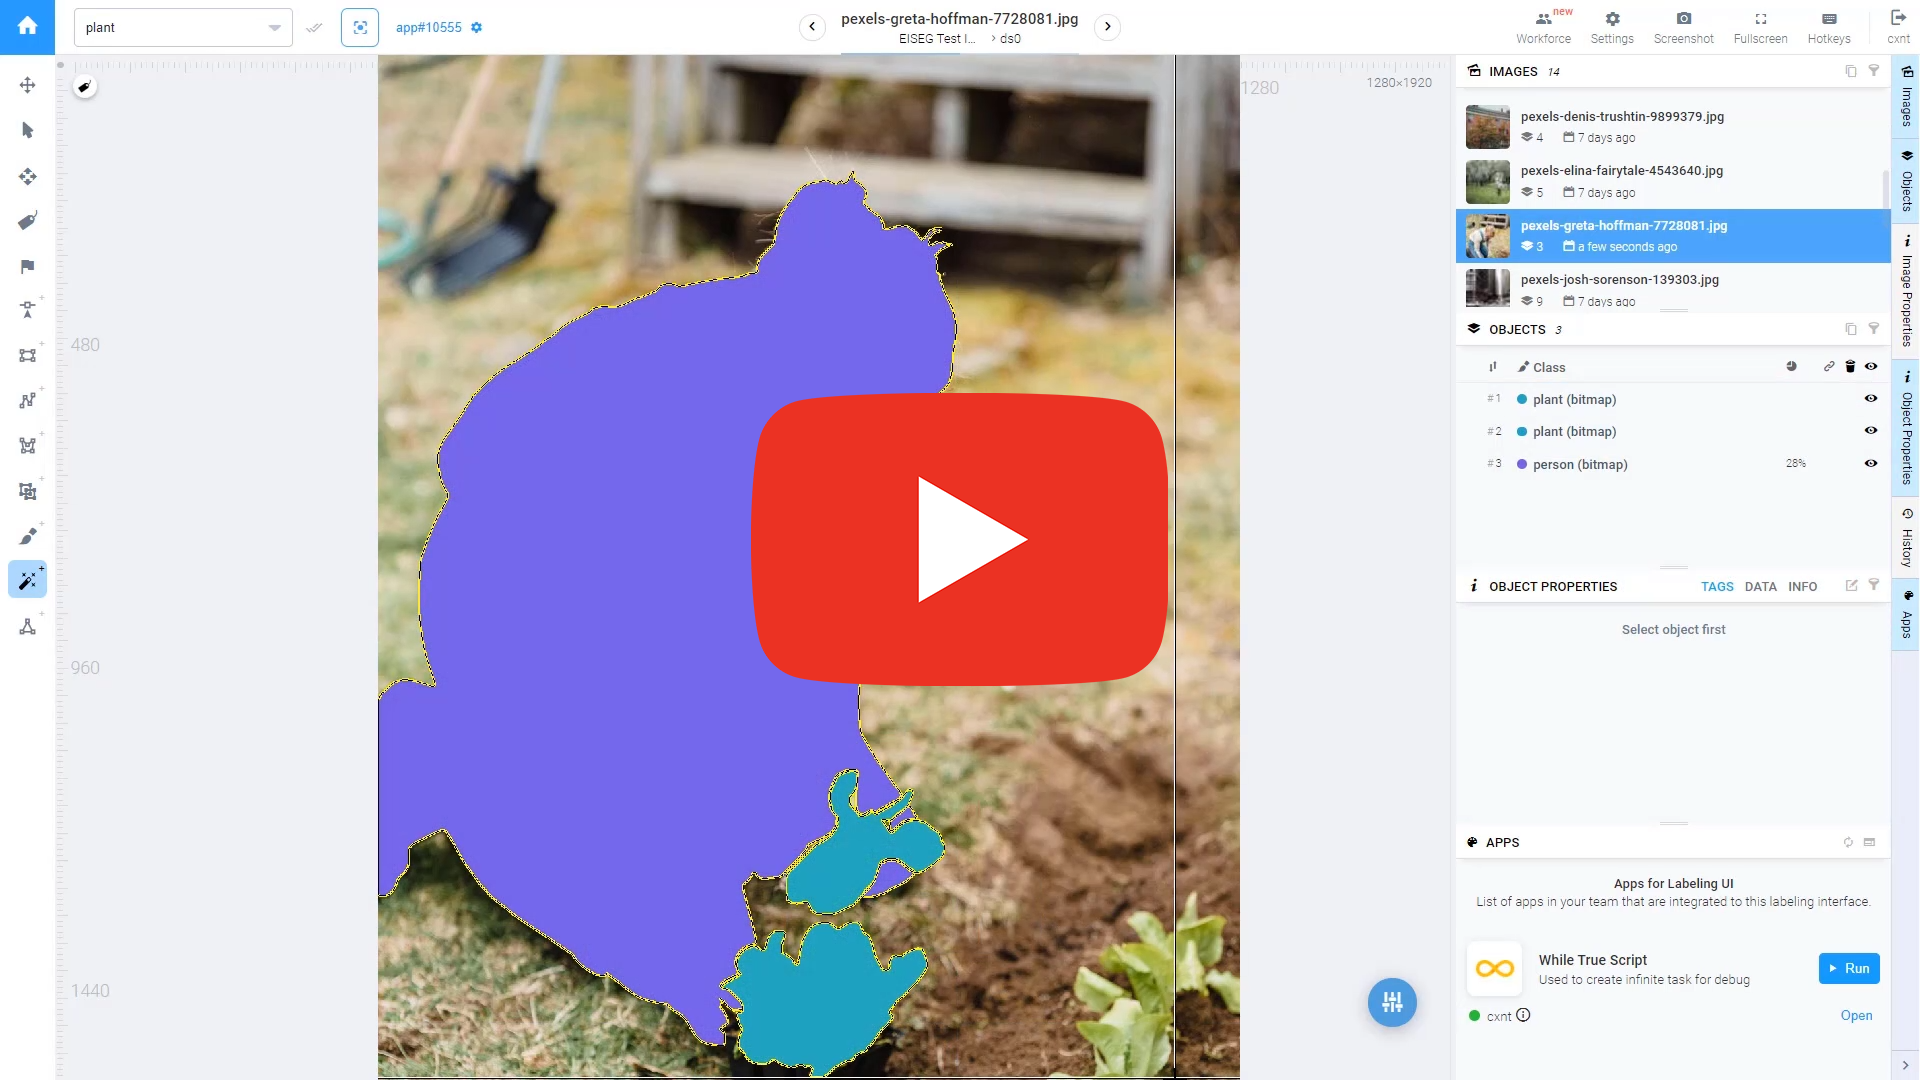 plant
app#10555
pexels-greta-hoffman-7728081.jpg
EISEG Test I... > ds0
new
Workforce
Settings
Screenshot
Fullscreen
Hotkeys
cxnt
1280
1280×1920
480
960
1440
IMAGES 14
pexels-denis-trushtin-9899379.jpg
4 7 days ago
pexels-elina-fairytale-4543640.jpg
5 7 days ago
pexels-greta-hoffman-7728081.jpg
3 a few seconds ago
pexels-josh-sorenson-139303.jpg
9 7 days ago
OBJECTS 3
Class
#1 plant (bitmap)
#2 plant (bitmap)
#3 person (bitmap) 28%
i OBJECT PROPERTIES TAGS DATA INFO
Select object first
APPS
Apps for Labeling UI
List of apps in your team that are integrated to this labeling interface.
While True Script
Used to create infinite task for debug
Run
cxnt
Open
Images
Objects
i Image Properties
i Object Properties
History
Apps